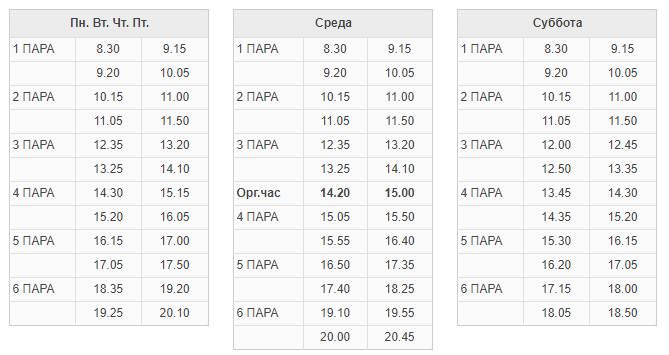 Пн. Вт. Чт. Пт.
1 ПАРА 8.30 9.15
9.20 10.05
2 ПАРА 10.15 11.00
11.05 11.50
3 ПАРА 12.35 13.20
13.25 14.10
4 ПАРА 14.30 15.15
15.20 16.05
5 ПАРА 16.15 17.00
17.05 17.50
6 ПАРА 18.35 19.20
19.25 20.10
Среда
1 ПАРА 8.30 9.15
9.20 10.05
2 ПАРА 10.15 11.00
11.05 11.50
3 ПАРА 12.35 13.20
13.25 14.10
Орг.час 14.20 15.00
4 ПАРА 15.05 15.50
15.55 16.40
5 ПАРА 16.50 17.35
17.40 18.25
6 ПАРА 19.10 19.55
20.00 20.45
Суббота
1 ПАРА 8.30 9.15
9.20 10.05
2 ПАРА 10.15 11.00
11.05 11.50
3 ПАРА 12.00 12.45
12.50 13.35
4 ПАРА 13.45 14.30
14.35 15.20
5 ПАРА 15.30 16.15
16.20 17.05
6 ПАРА 17.15 18.00
18.05 18.50